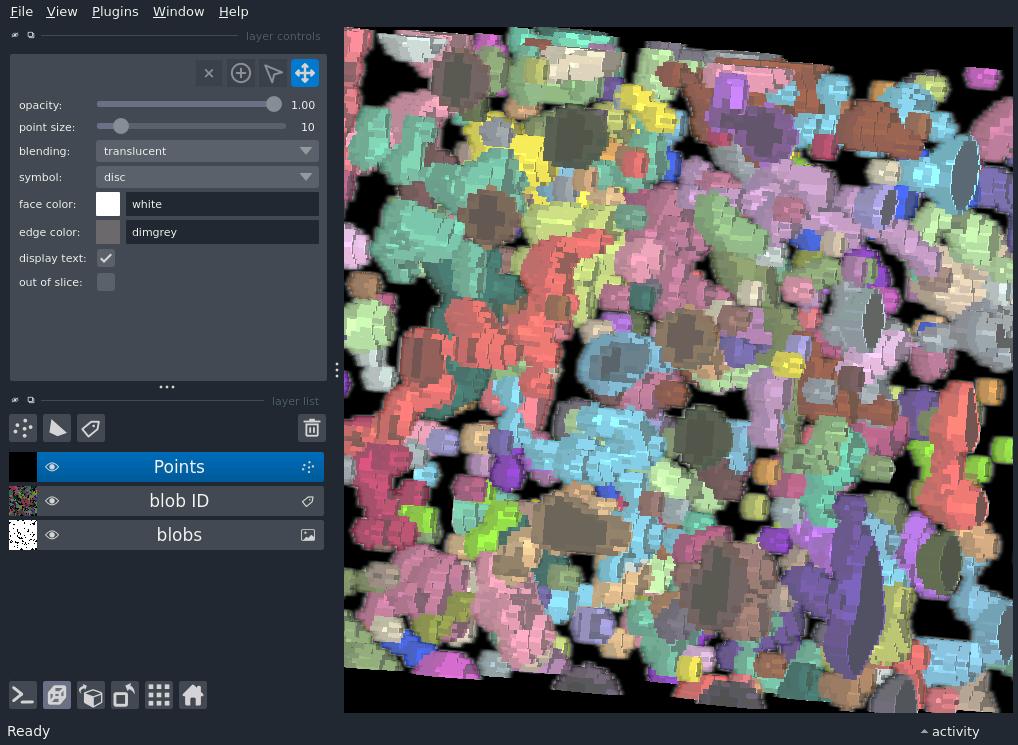 File View Plugins Window Help
layer controls
opacity: 1.00
point size: 10
blending: translucent
symbol: disc
face color: white
edge color: dimgrey
display text:
out of slice:
layer list
Points
blob ID
blobs
Ready
activity